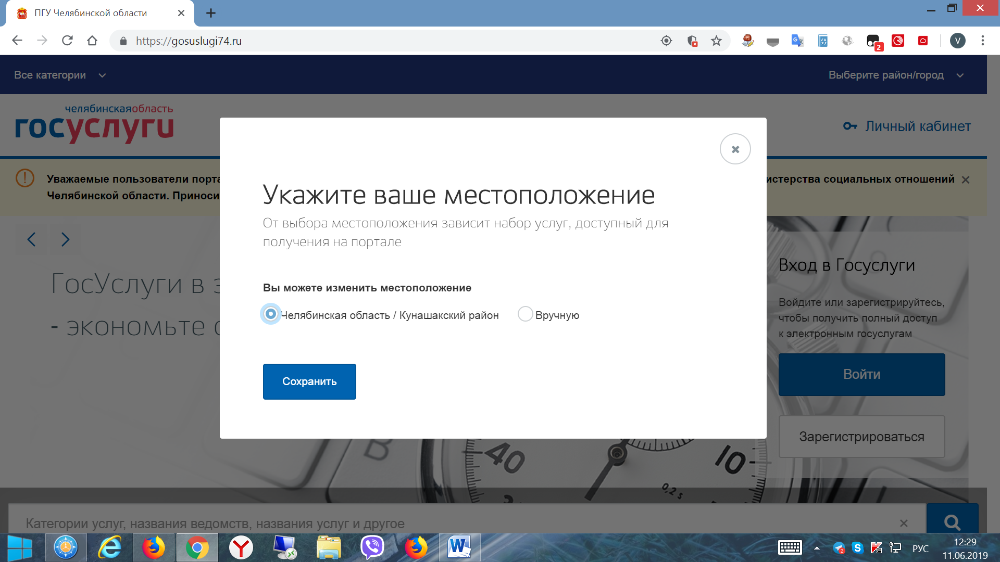 ПГУ Челябинской области
https://gosuslugi74.ru
2
V
Все категории
Выберите район/город
челябинскаяобласть
госуслуги
Личный кабинет
Уважаемые пользователи порта
истерства социальных отношений
Челябинской области. Приноси
Укажите ваше местоположение
От выбора местоположения зависит набор услуг, доступный для
получения на портале
Вы можете изменить местоположение
Челябинская область / Кунашакский район
Вручную
Сохранить
ГосУслуги в э
- экономьте с
Вход в Госуслуги
Войдите или зарегистрируйтесь,
чтобы получить полный доступ
к электронным госуслугам
Войти
Зарегистрироваться
40
10
0,2 s
Категории услуг, названия ведомств, названия услуг и другое
2
РУС
12:29
11.06.2019